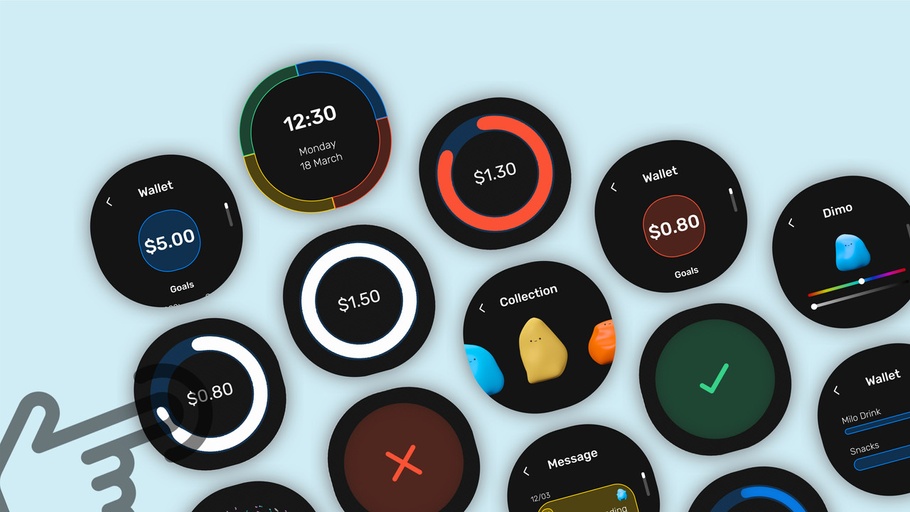 12:30
Monday
18 March
$1.30
Wallet
$0.80
Goals
Dimo
Wallet
$5.00
Goals
$1.50
Collection
$0.80
Wallet
Milo Drink
Snacks
Message
12/03